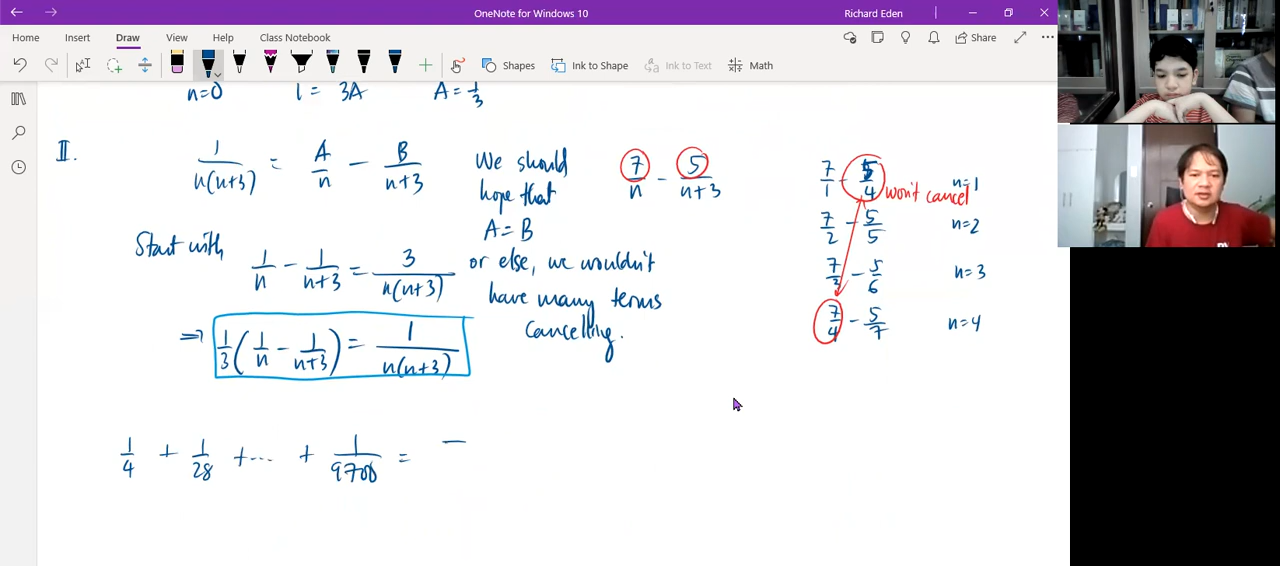 OneNote for Windows 10
Richard Eden
Home Insert Draw View Help Class Notebook
Share
Shapes Ink to Shape Ink to Text Math
n=0 1 = 3A A = 1/3
II.
1/(n(n+3)) = A/n - B/(n+3)
We should
hope that
A = B
or else, we wouldn't
have many terms
cancelling.
7/n - 5/(n+3)
7/1 - 5/4 n=1
won't cancel
7/2 - 5/5 n=2
7/3 - 5/6 n=3
7/4 - 5/7 n=4
Start with
1/n - 1/(n+3) = 3/(n(n+3))
⇒ 1/3 (1/n - 1/(n+3)) = 1/(n(n+3))
1/4 + 1/28 + ... + 1/9700 =